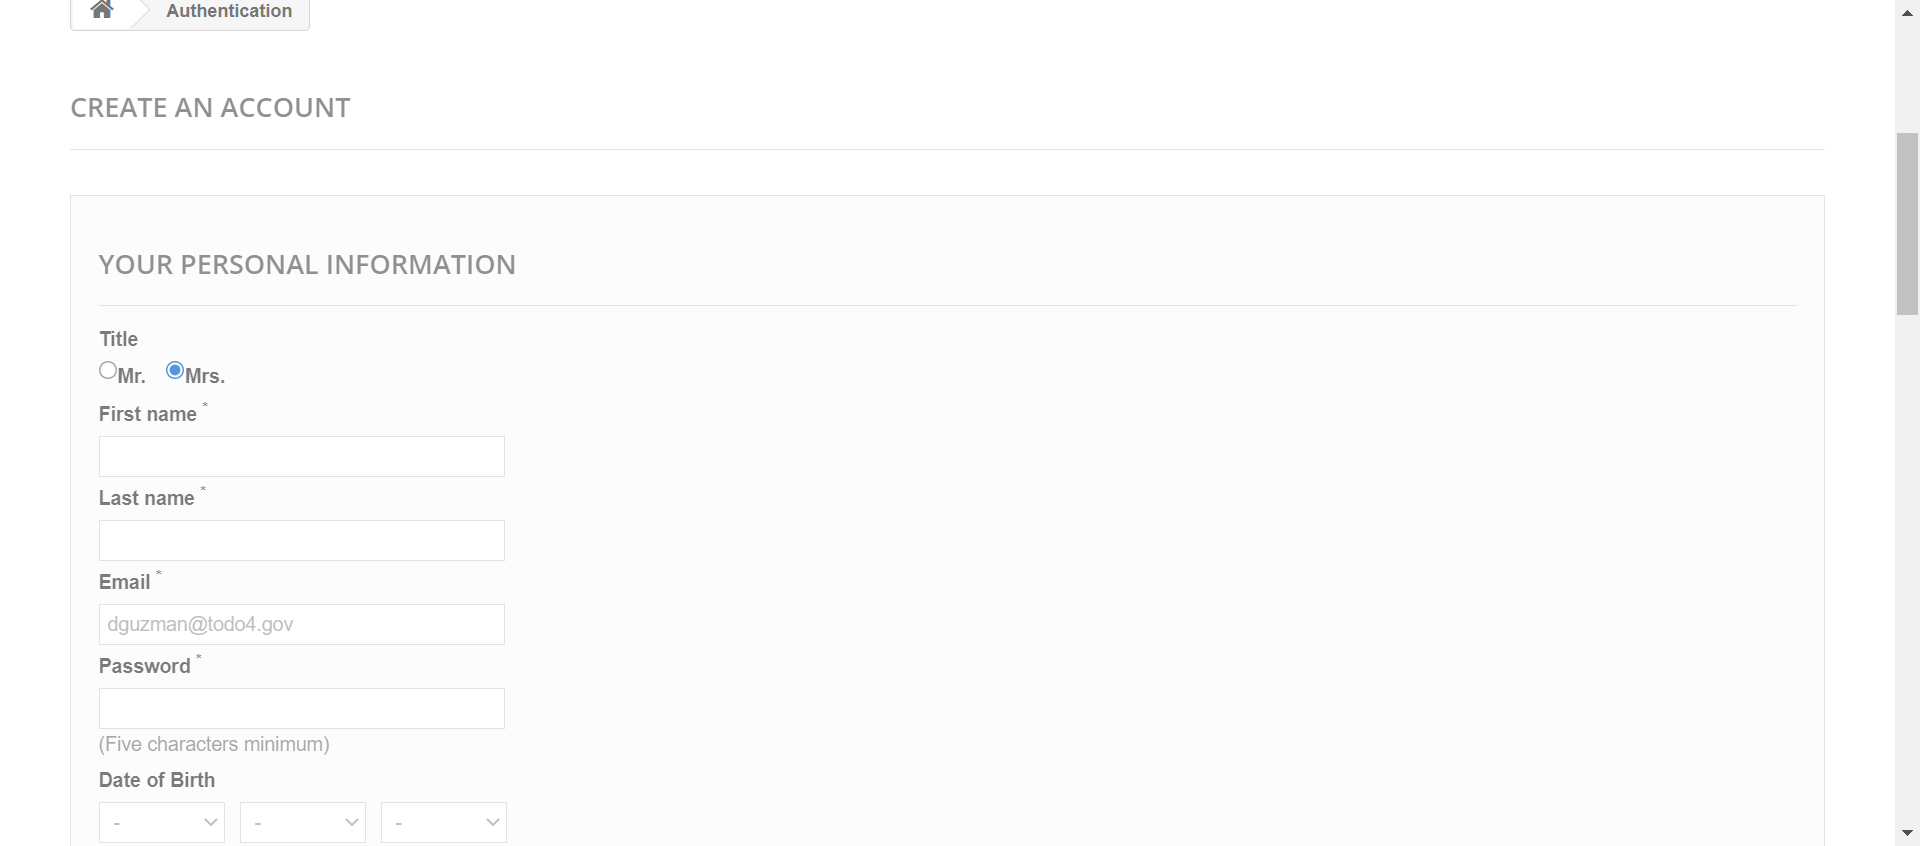 Authentication
CREATE AN ACCOUNT
YOUR PERSONAL INFORMATION
Title
Mr. Mrs.
First name *
Last name *
Email *
dguzman@todo4.gov
Password *
(Five characters minimum)
Date of Birth
- - -